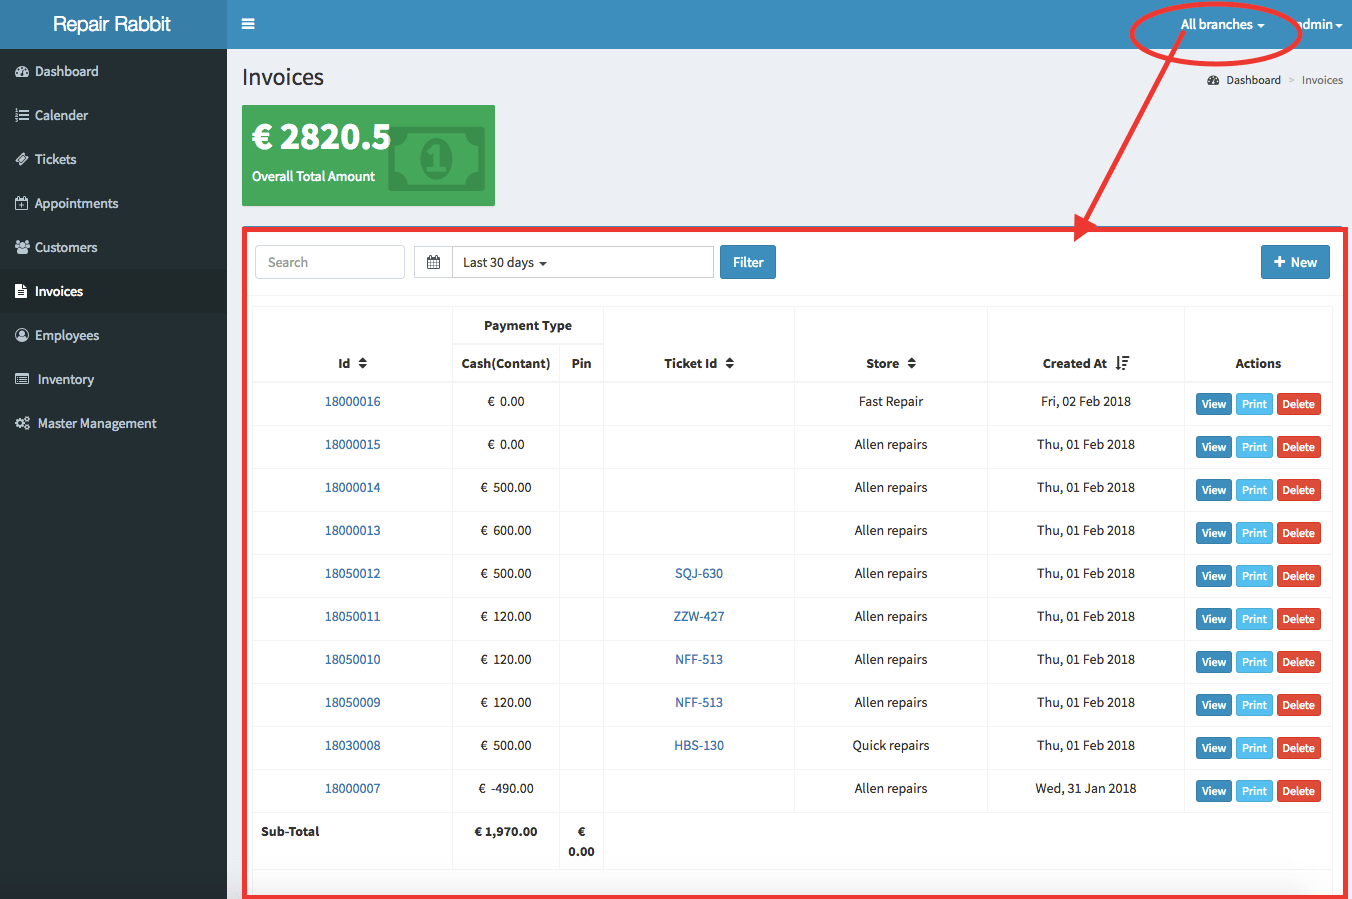 Repair Rabbit
All branches
dmin
Dashboard
Calender
Tickets
Appointments
Customers
Invoices
Employees
Inventory
Master Management
Invoices
Dashboard > Invoices
€ 2820.5
1
Overall Total Amount
Search
Last 30 days
Filter
+ New
Payment Type
Id Cash(Contant) Pin Ticket Id Store Created At Actions
18000016 € 0.00 Fast Repair Fri, 02 Feb 2018 View Print Delete
18000015 € 0.00 Allen repairs Thu, 01 Feb 2018 View Print Delete
18000014 € 500.00 Allen repairs Thu, 01 Feb 2018 View Print Delete
18000013 € 600.00 Allen repairs Thu, 01 Feb 2018 View Print Delete
18050012 € 500.00 SQJ-630 Allen repairs Thu, 01 Feb 2018 View Print Delete
18050011 € 120.00 ZZW-427 Allen repairs Thu, 01 Feb 2018 View Print Delete
18050010 € 120.00 NFF-513 Allen repairs Thu, 01 Feb 2018 View Print Delete
18050009 € 120.00 NFF-513 Allen repairs Thu, 01 Feb 2018 View Print Delete
18030008 € 500.00 HBS-130 Quick repairs Thu, 01 Feb 2018 View Print Delete
18000007 € -490.00 Allen repairs Wed, 31 Jan 2018 View Print Delete
Sub-Total € 1,970.00 €
0.00